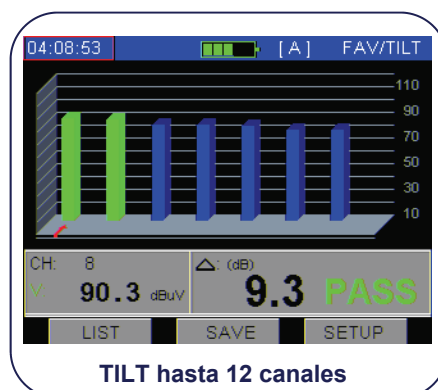 04:08:53 [A] FAV/TILT
110
90
70
50
30
10
CH: 8
V 90.3 dBuV
△: (dB)
9.3 PASS
LIST SAVE SETUP
TILT hasta 12 canales